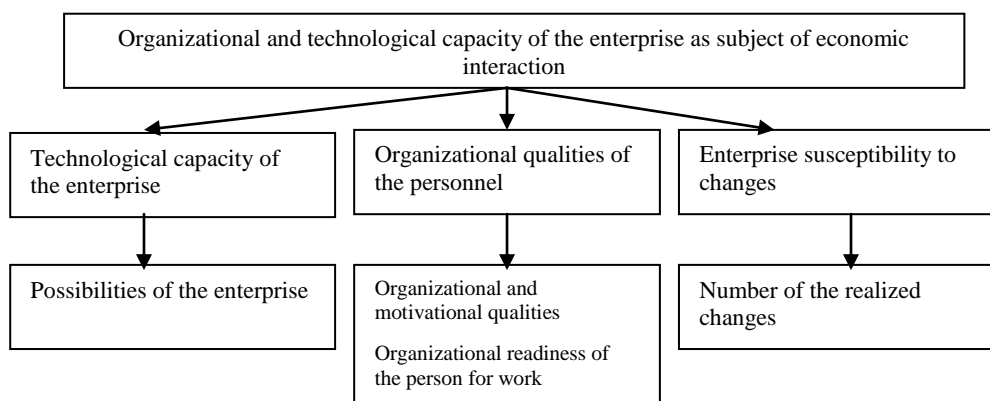 Organizational and technological capacity of the enterprise as subject of economic
interaction
Technological capacity of
the enterprise
Organizational qualities of
the personnel
Enterprise susceptibility to
changes
Possibilities of the enterprise
Organizational and
motivational qualities
Organizational readiness of
the person for work
Number of the realized
changes